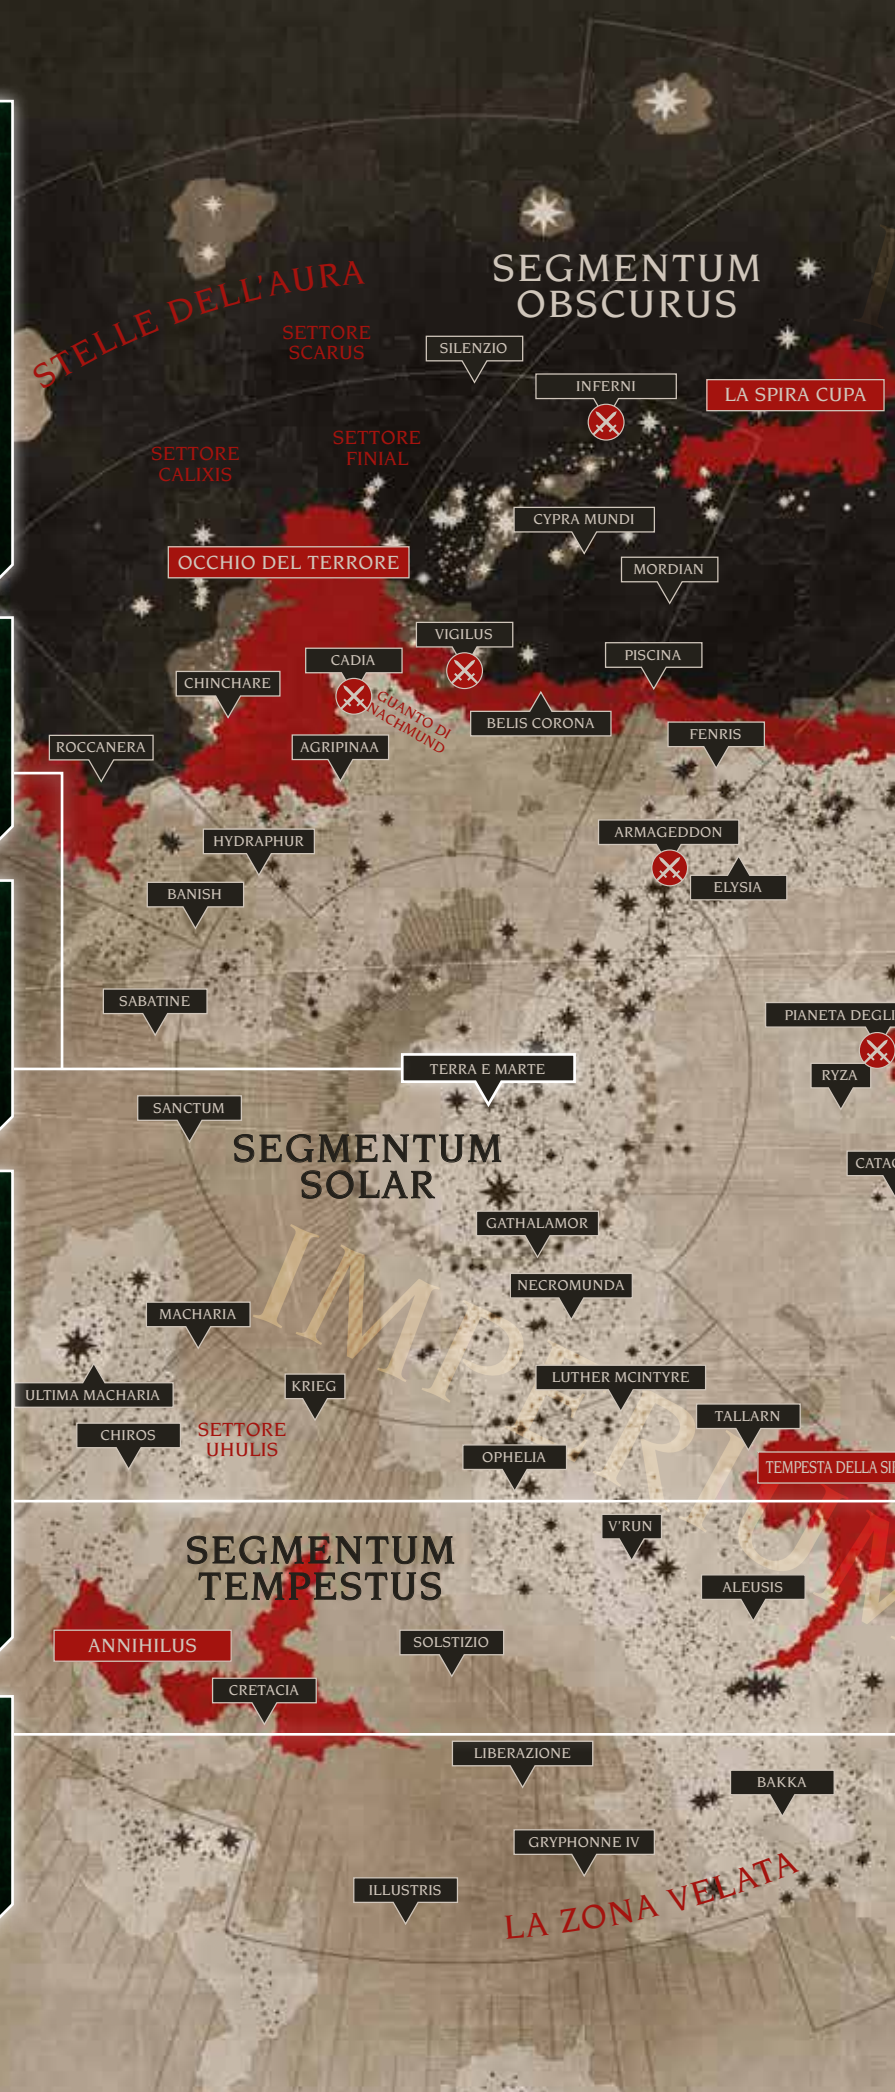 SEGMENTUM
OBSCURUS
STELLE DELL'AURA
SETTORE
SCARUS
SILENZIO
INFERNI
LA SPIRA CUPA
SETTORE
FINIAL
SETTORE
CALIXIS
CYPRA MUNDI
OCCHIO DEL TERRORE
MORDIAN
VIGILUS
PISCINA
CADIA
CHINCHARE
GUANTO DI
NACHMUND
BELIS CORONA
FENRIS
ROCCANERA
AGRIPINAA
ARMAGEDDON
HYDRAPHUR
ELYSIA
BANISH
SABATINE
PIANETA DEGLI
TERRA E MARTE
RYZA
SANCTUM
SEGMENTUM
SOLAR
CATAC
GATHALAMOR
IMPERIUM
NECROMUNDA
MACHARIA
LUTHER MCINTYRE
KRIEG
ULTIMA MACHARIA
TALLARN
CHIROS
SETTORE
UHULIS
OPHELIA
TEMPESTA DELLA
V'RUN
SEGMENTUM
TEMPESTUS
ALEUSIS
ANNIHILUS
SOLSTIZIO
CRETACIA
LIBERAZIONE
BAKKA
GRYPHONNE IV
ILLUSTRIS
LA ZONA VELATA